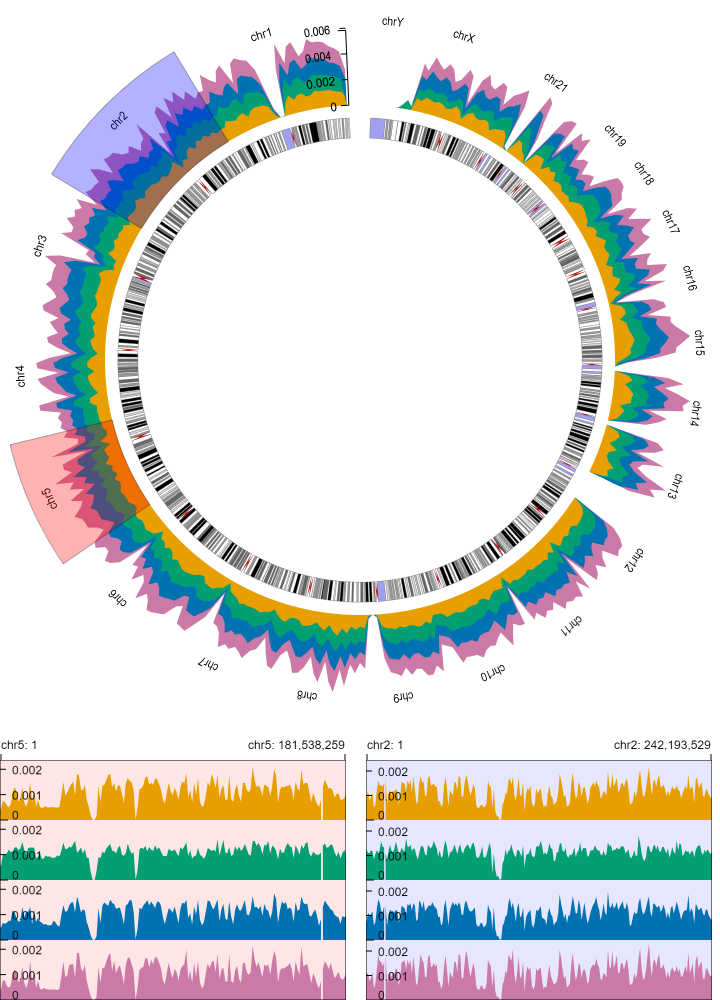 chrY
chrX
chr21
chr19
chr18
chr17
chr16
chr15
chr14
chr13
chr12
chr11
chr10
chr9
chr8
chr7
chr6
chr5
chr4
chr3
chr2
chr1
0.006
0.004
0.002
0
chr5: 1
chr5: 181,538,259
0.002
0.001
0
0.002
0.001
0
0.002
0.001
0
0.002
0.001
0
chr2: 1
chr2: 242,193,529
0.002
0.001
0
0.002
0.001
0
0.002
0.001
0
0.002
0.001
0